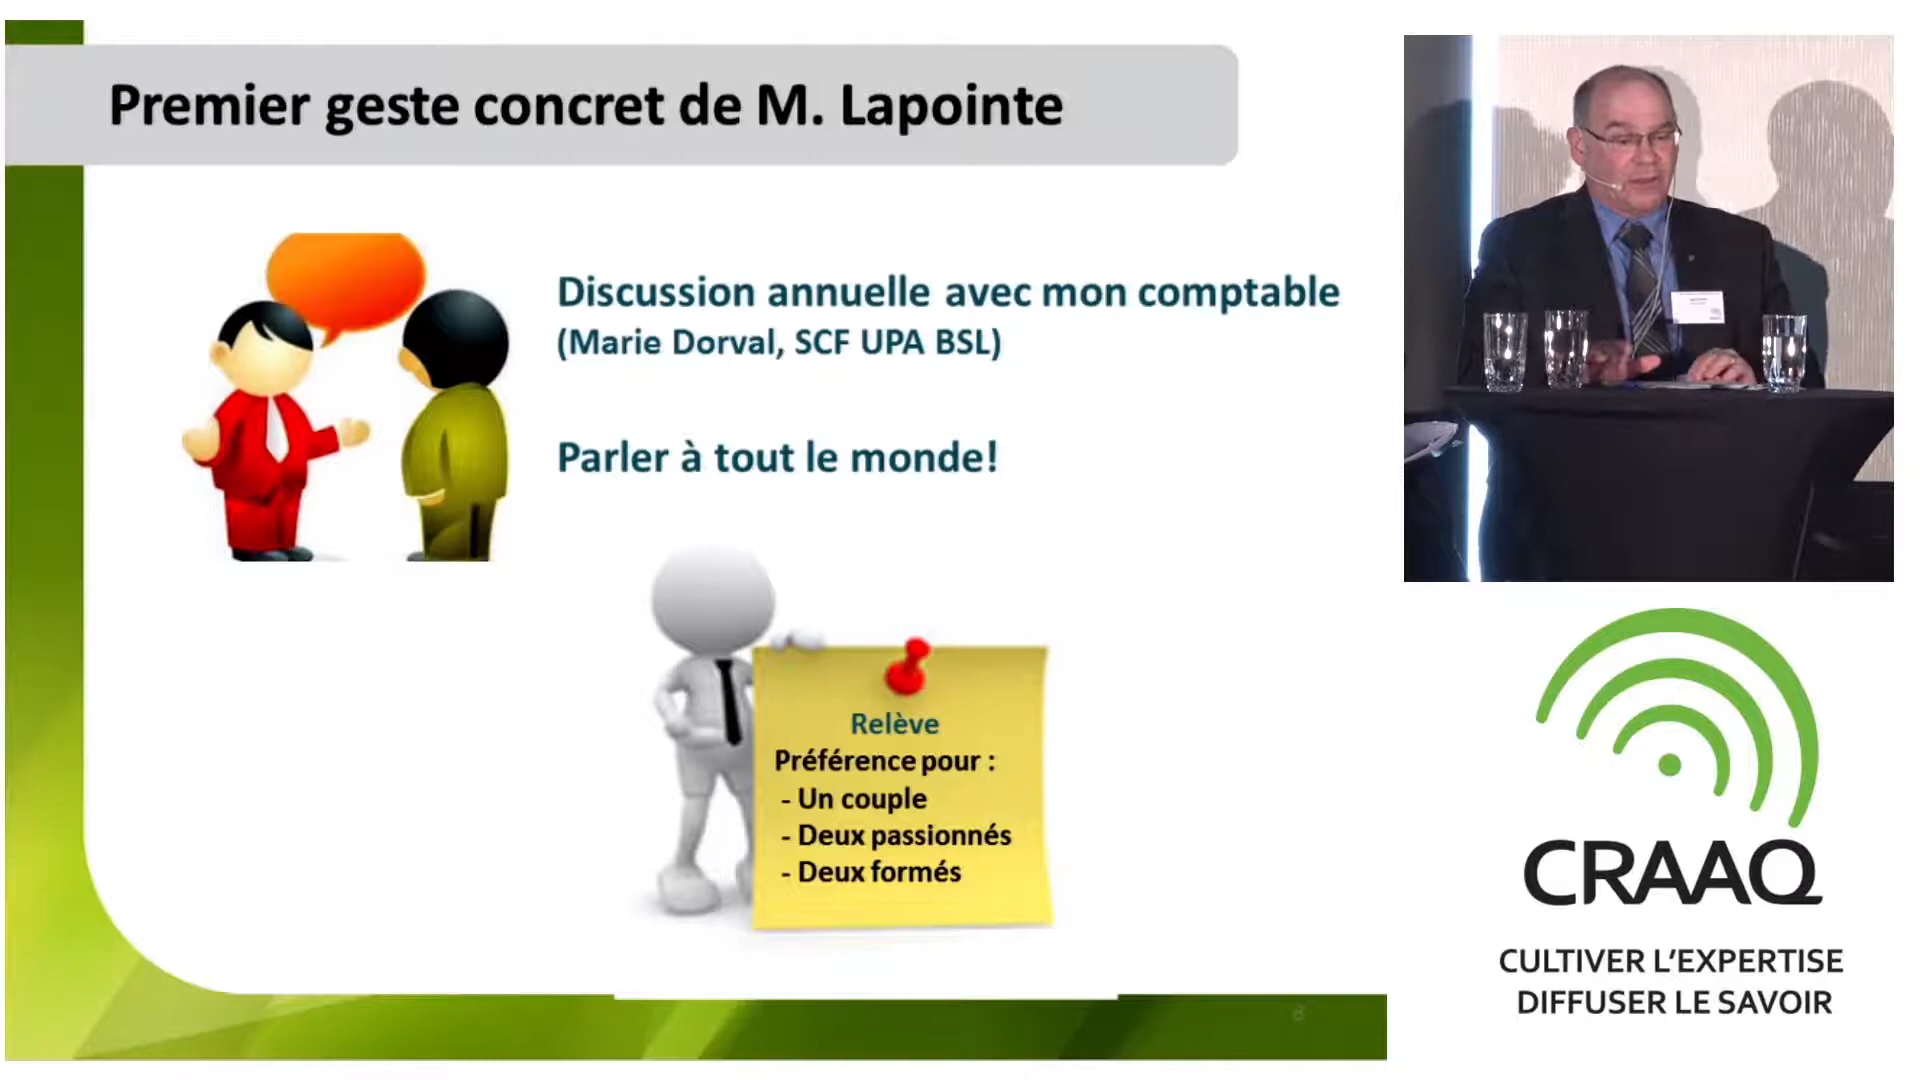 Premier geste concret de M. Lapointe
Discussion annuelle avec mon comptable
(Marie Dorval, SCF UPA BSL)
Parler à tout le monde!
Relève
Préférence pour :
- Un couple
- Deux passionnés
- Deux formés
8
CRAAQ
CULTIVER L'EXPERTISE
DIFFUSER LE SAVOIR